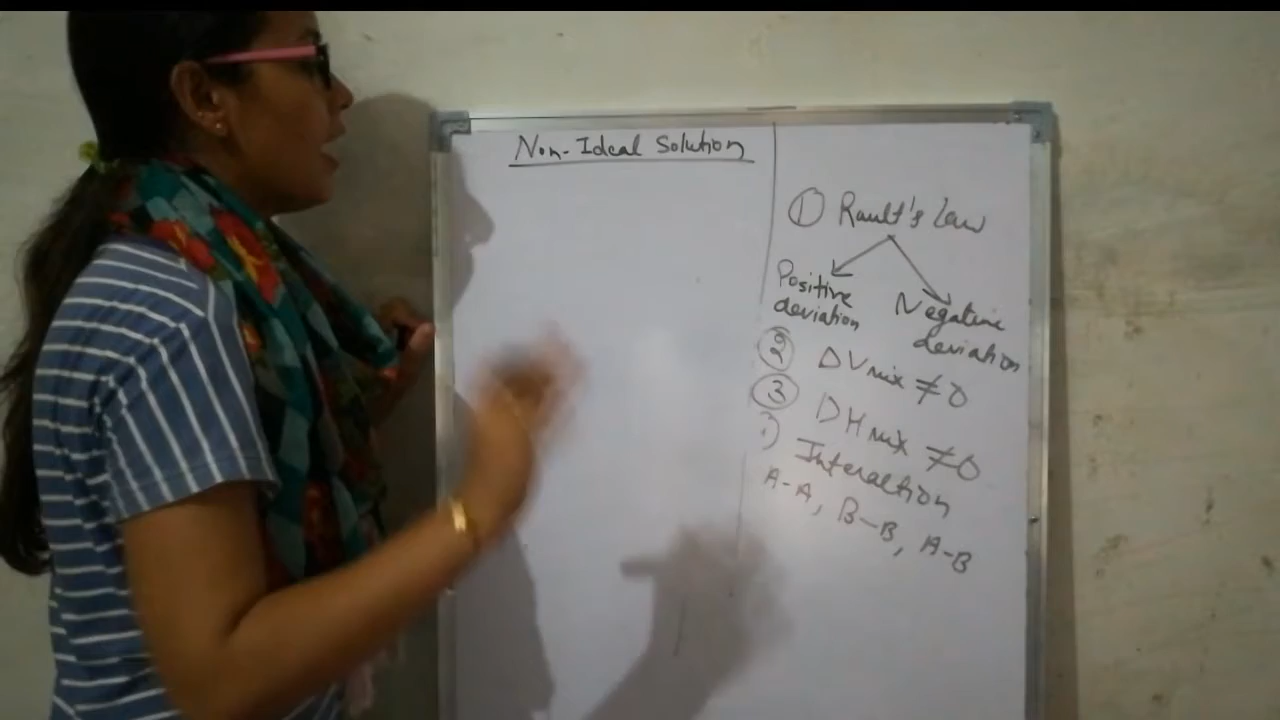 Non-Ideal Solution
① Rault's law
Positive
deviation
Negative
deviation
② ΔV mix ≠ 0
③ ΔH mix ≠ 0
Interaction
A-A, B-B, A-B